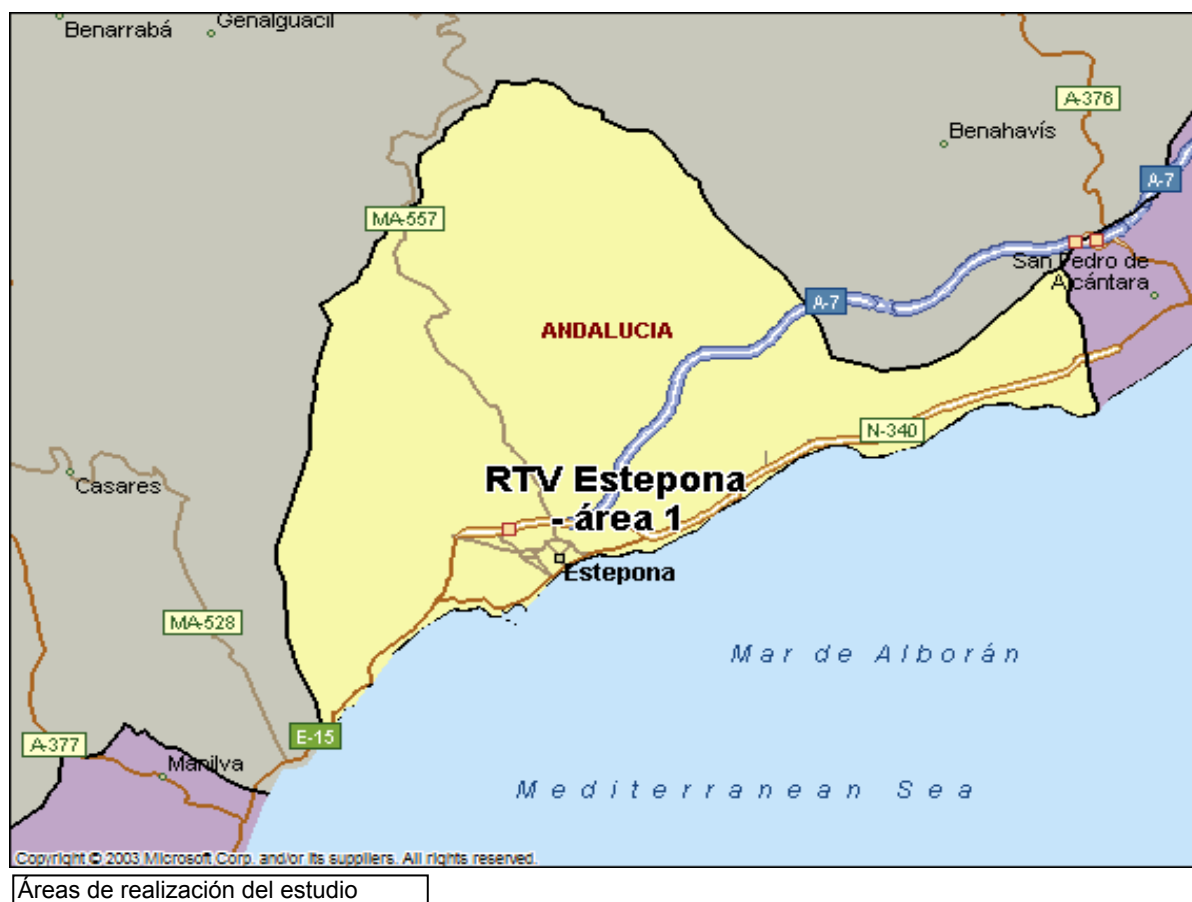 Benarrabá
Genalguacil
A-376
Benahavís
A-7
MA-557
San Pedro de
Alcántara
A-7
ANDALUCIA
N-340
Casares
RTV Estepona
- área 1
Estepona
MA-528
Mar de Alborán
E-15
A-377
Manilva
Mediterranean Sea
Copyright © 2003 Microsoft Corp. and/or its suppliers. All rights reserved.
Áreas de realización del estudio